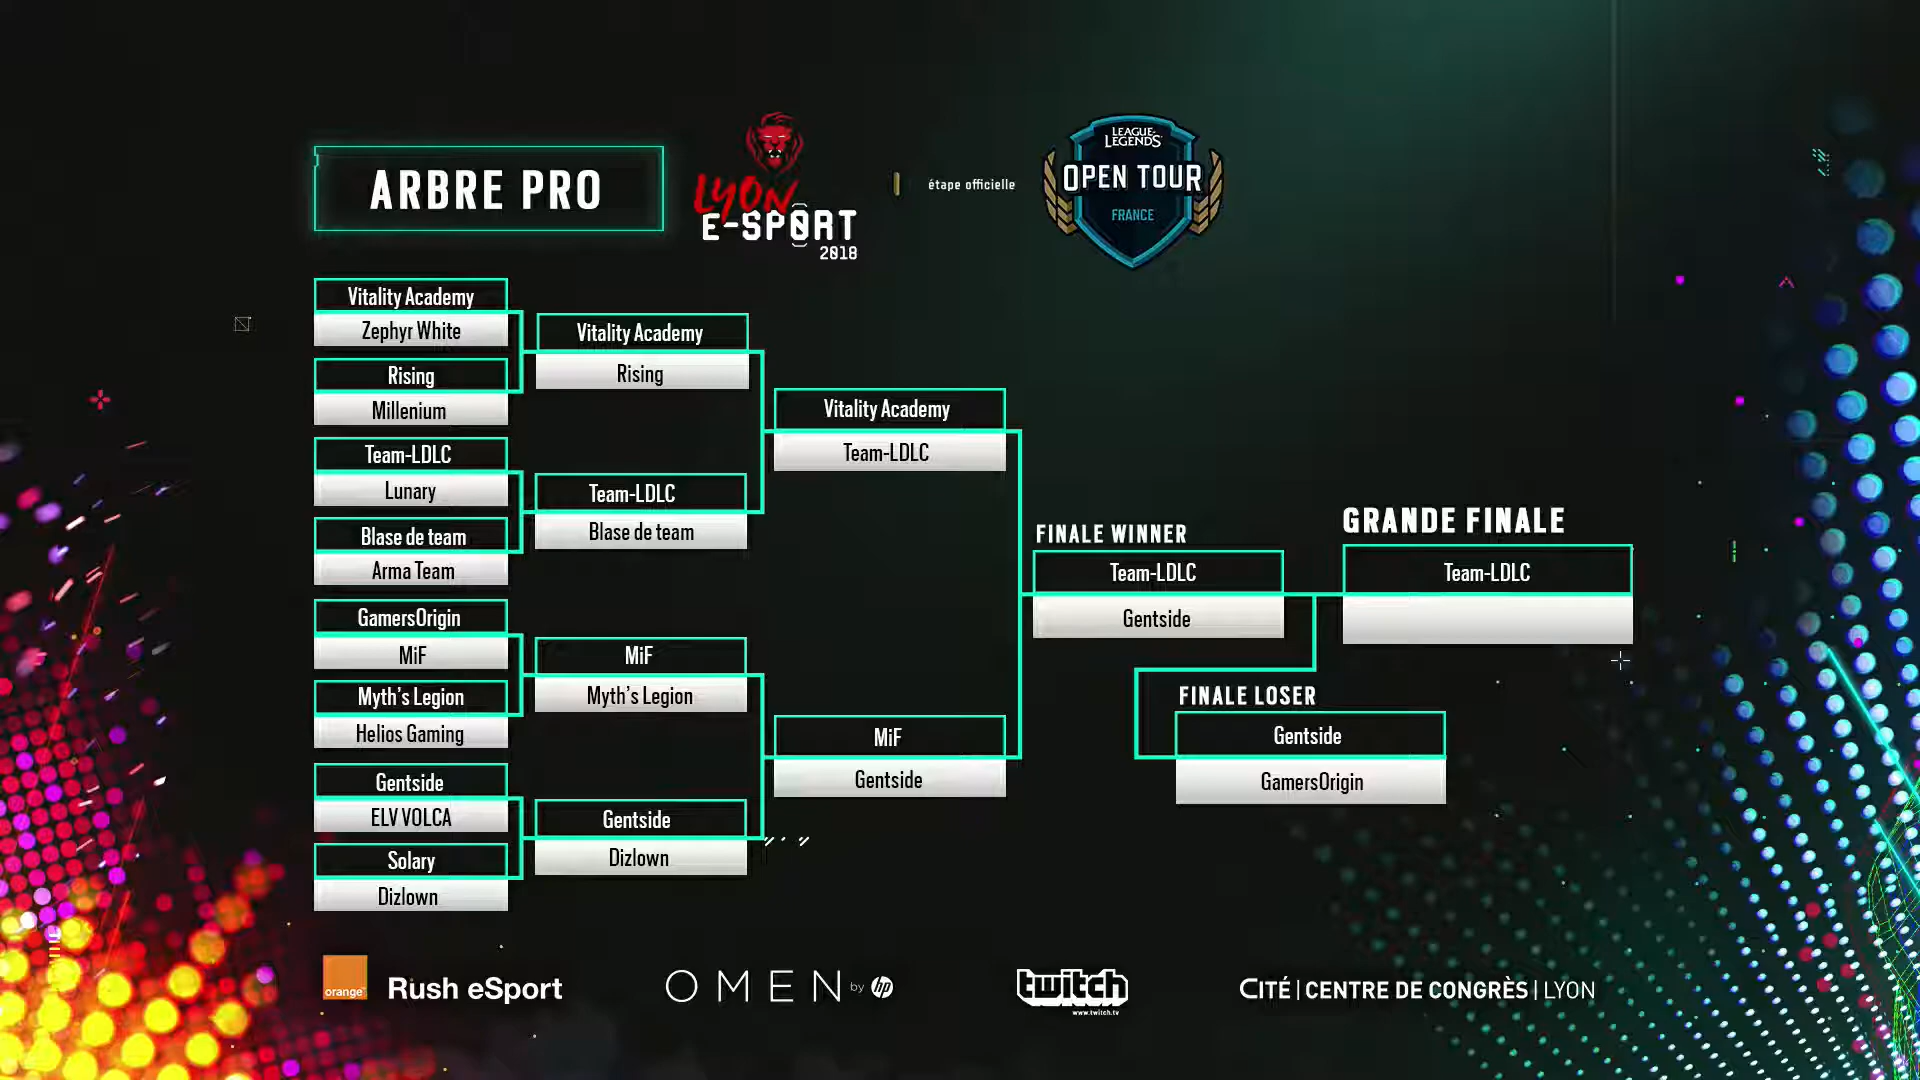 ARBRE PRO
LYON
E-SPORT
2018
étape officielle
LEAGUE OF
LEGENDS
OPEN TOUR
FRANCE
Vitality Academy
Zephyr White
Rising
Millenium
Team-LDLC
Lunary
Blase de team
Arma Team
GamersOrigin
MiF
Myth's Legion
Helios Gaming
Gentside
ELV VOLCA
Solary
Dizlown
Vitality Academy
Rising
Team-LDLC
Blase de team
MiF
Myth's Legion
Gentside
Dizlown
Vitality Academy
Team-LDLC
MiF
Gentside
FINALE WINNER
Team-LDLC
Gentside
GRANDE FINALE
Team-LDLC
FINALE LOSER
Gentside
GamersOrigin
orange™
Rush eSport
OMEN by hp
twitch
www.twitch.tv
CITÉ | CENTRE DE CONGRÈS | LYON